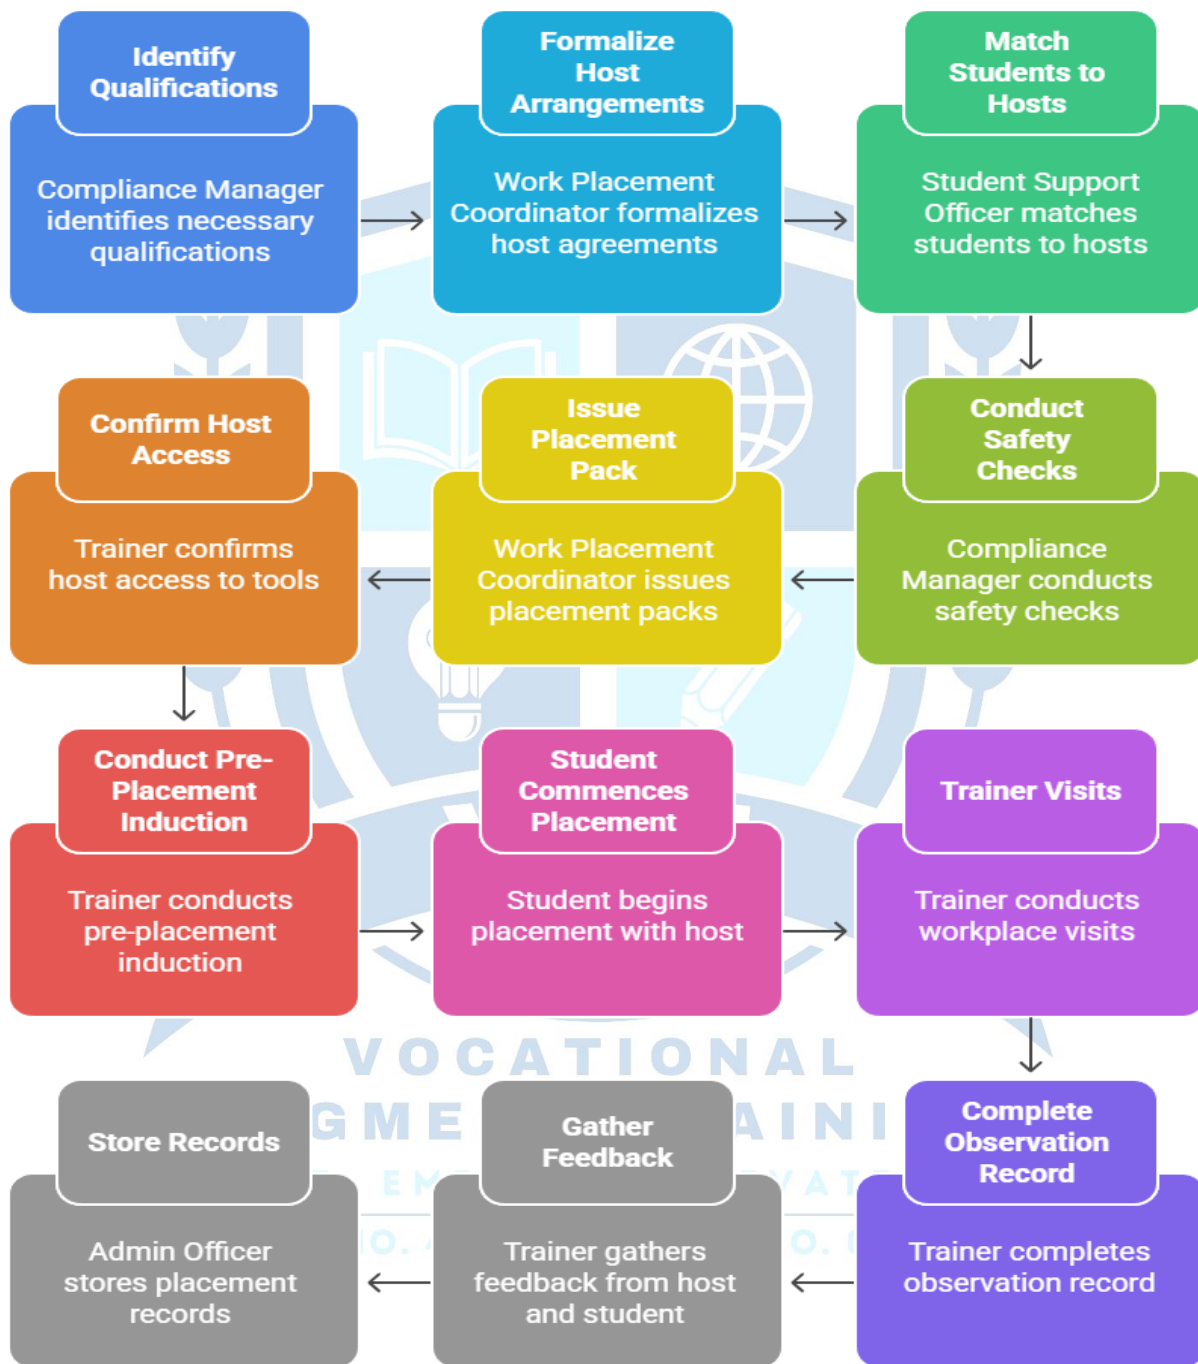 Identify
Qualifications
Compliance Manager
identifies necessary
qualifications
Formalize
Host
Arrangements
Work Placement
Coordinator formalizes
host agreements
Match
Students to
Hosts
Student Support
Officer matches
students to hosts
Conduct
Safety
Checks
Compliance
Manager conducts
safety checks
Issue
Placement
Pack
Work Placement
Coordinator issues
placement packs
Confirm Host
Access
Trainer confirms
host access to tools
Conduct Pre-
Placement
Induction
Trainer conducts
pre-placement
induction
Student
Commences
Placement
Student begins
placement with host
Trainer Visits
Trainer conducts
workplace visits
VOCATIONAL
Complete
Observation
Record
Trainer completes
observation record
Gather
Feedback
Trainer gathers
feedback from host
and student
Store Records
Admin Officer
stores placement
records